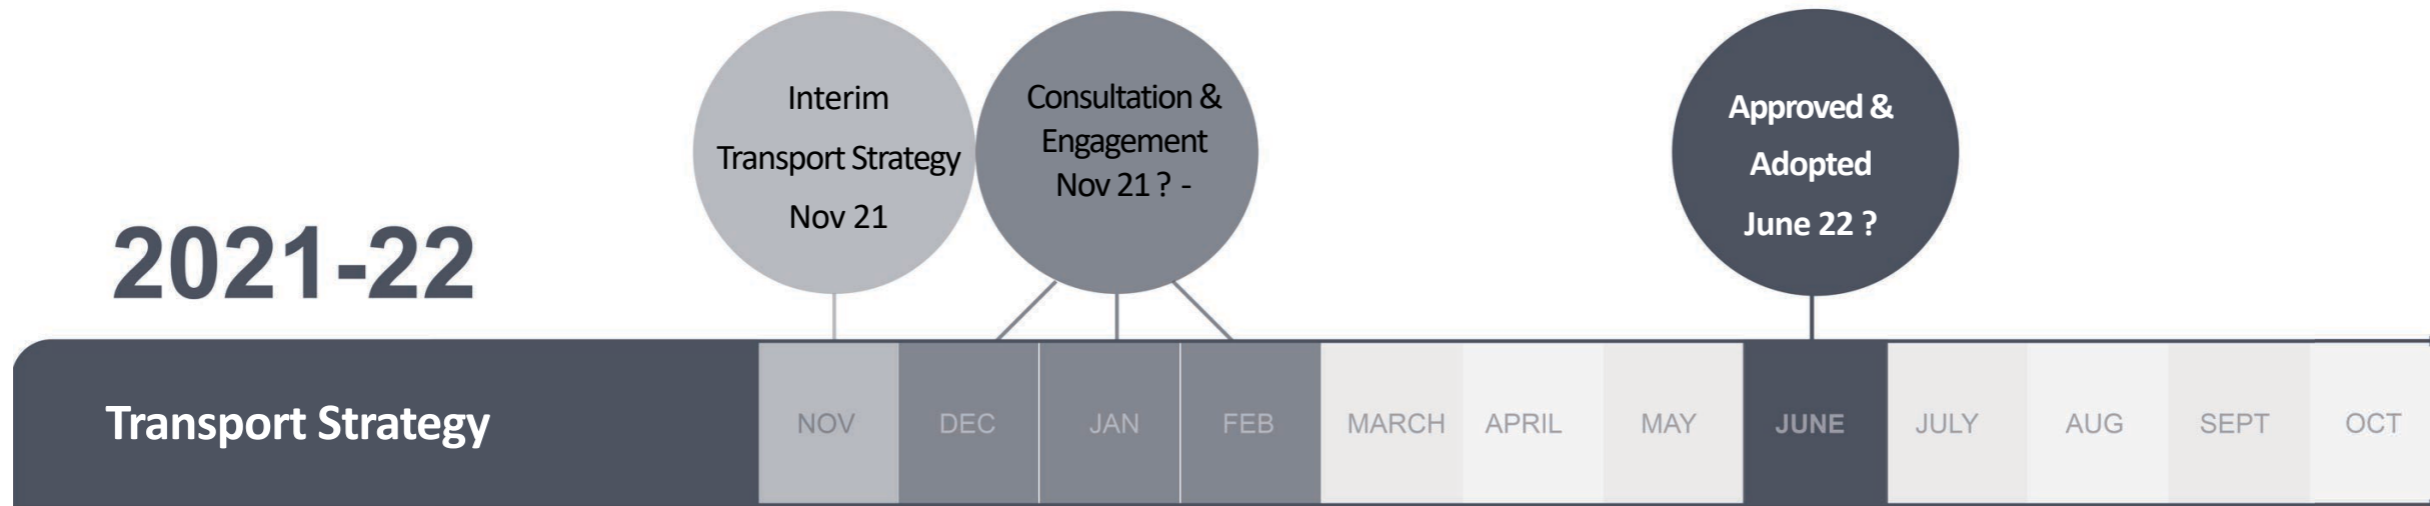 Interim
Transport Strategy
Nov 21
Consultation &
Engagement
Nov 21 ? -
Approved &
Adopted
June 22 ?
2021-22
Transport Strategy
NOV DEC JAN FEB MARCH APRIL MAY JUNE JULY AUG SEPT OCT